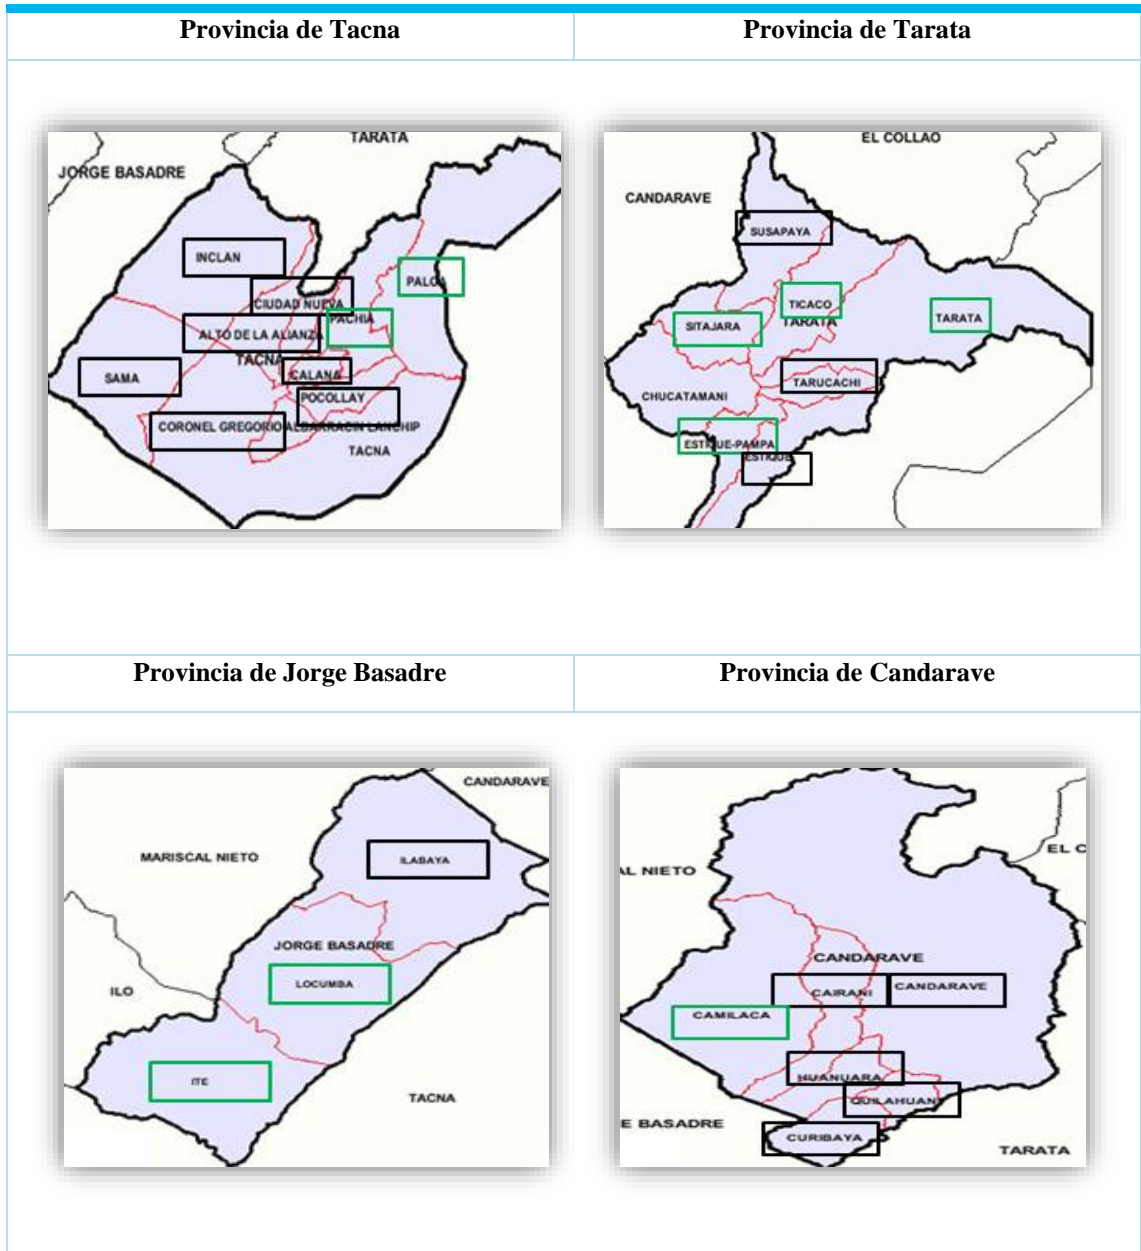 Provincia de Tacna
Provincia de Tarata
TARATA
JORGE BASADRE
INCLAN
PALCA
CIUDAD NUEVA
PACHIA
ALTO DE LA ALIANZA
TACNA
CALANA
SAMA
POCOLLAY
CORONEL GREGORIO ALBARRACIN LANCHIP
TACNA
EL COLLAO
CANDARAVE
SUSAPAYA
TICACO
TARATA
SITAJARA
TARATA
TARUCACHI
CHUCATAMANI
ESTIQUE-PAMPA
ESTIQUE
Provincia de Jorge Basadre
Provincia de Candarave
CANDARAVE
MARISCAL NIETO
ILABAYA
JORGE BASADRE
LOCUMBA
ILO
ITE
TACNA
EL C
AL NIETO
CANDARAVE
CAIRANI
CANDARAVE
CAMILACA
HUANUARA
QUILAHUANI
E BASADRE
CURIBAYA
TARATA